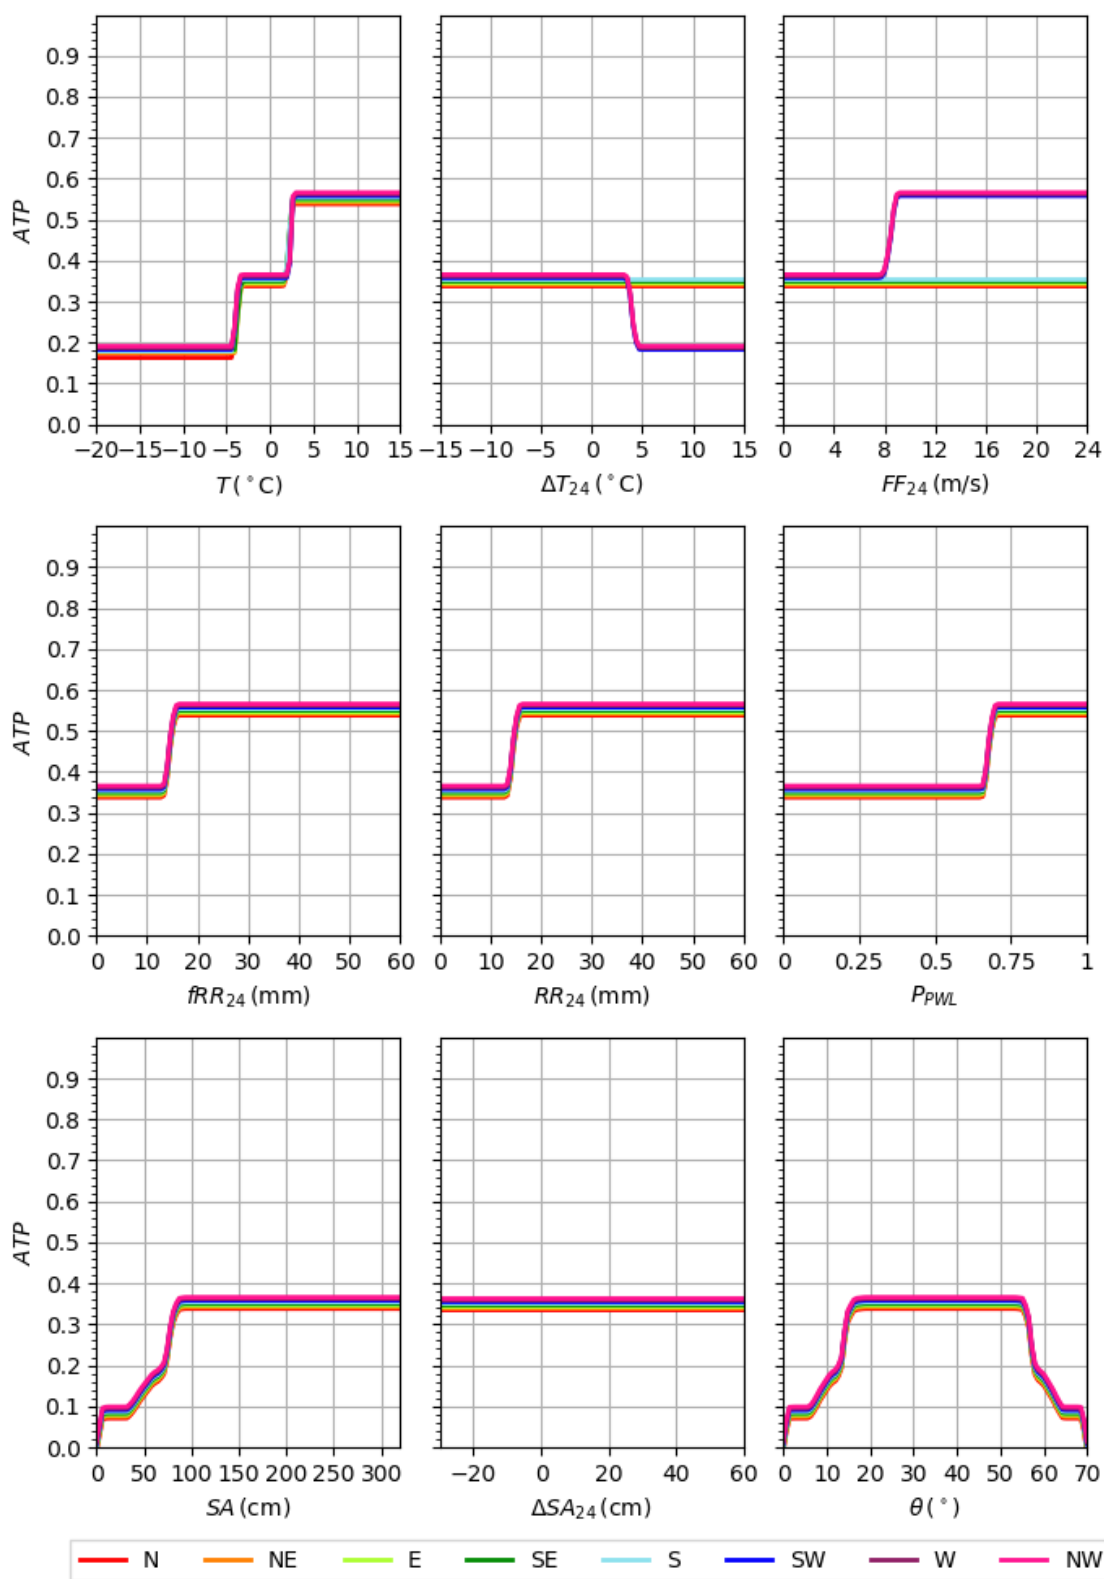 0.9
0.8
0.7
0.6
0.5
0.4
0.3
0.2
0.1
0.0
ATP
−20 −15 −10 −5 0 5 10 15
T (°C)
−15 −10 −5 0 5 10 15
ΔT24 (°C)
0 4 8 12 16 20 24
FF24 (m/s)
0.9
0.8
0.7
0.6
0.5
0.4
0.3
0.2
0.1
0.0
ATP
0 10 20 30 40 50 60
fRR24 (mm)
0 10 20 30 40 50 60
RR24 (mm)
0 0.25 0.5 0.75 1
PPWL
0.9
0.8
0.7
0.6
0.5
0.4
0.3
0.2
0.1
0.0
ATP
0 50 100 150 200 250 300
SA (cm)
−20 0 20 40 60
ΔSA24 (cm)
0 10 20 30 40 50 60 70
θ (°)
N NE E SE S SW W NW